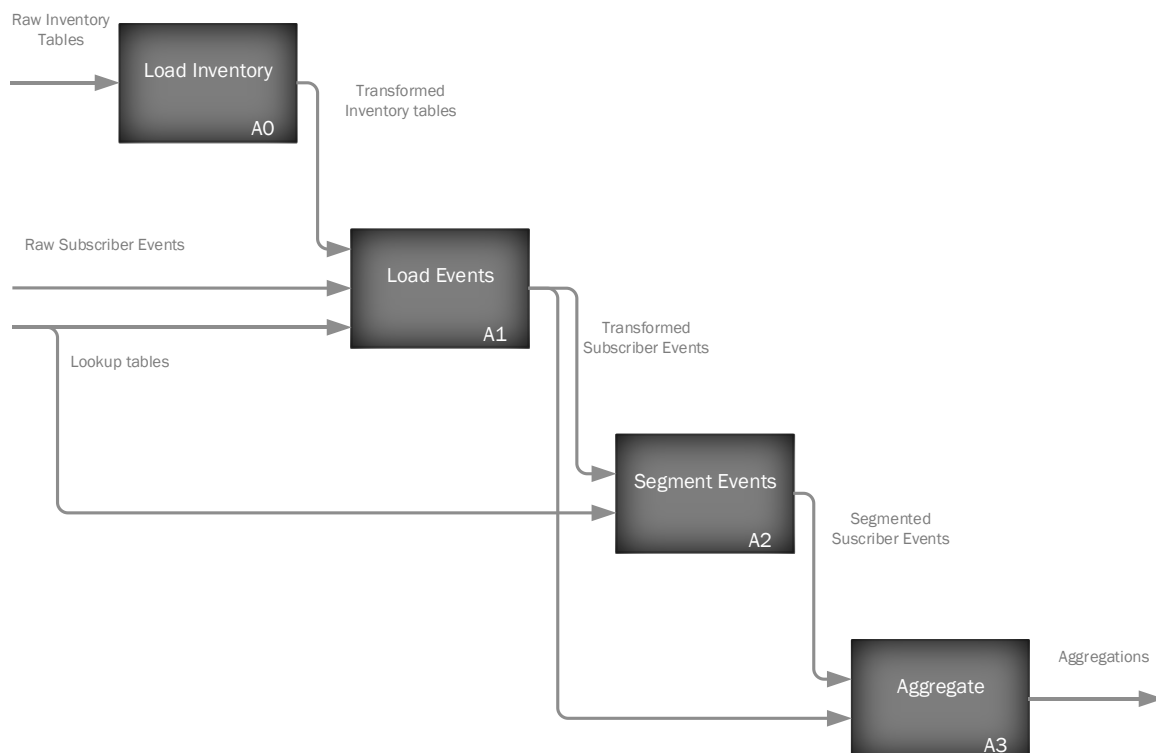 Raw Inventory
Tables
Load Inventory
A0
Transformed
Inventory tables
Raw Subscriber Events
Load Events
A1
Lookup tables
Transformed
Subscriber Events
Segment Events
A2
Segmented
Suscriber Events
Aggregate
A3
Aggregations